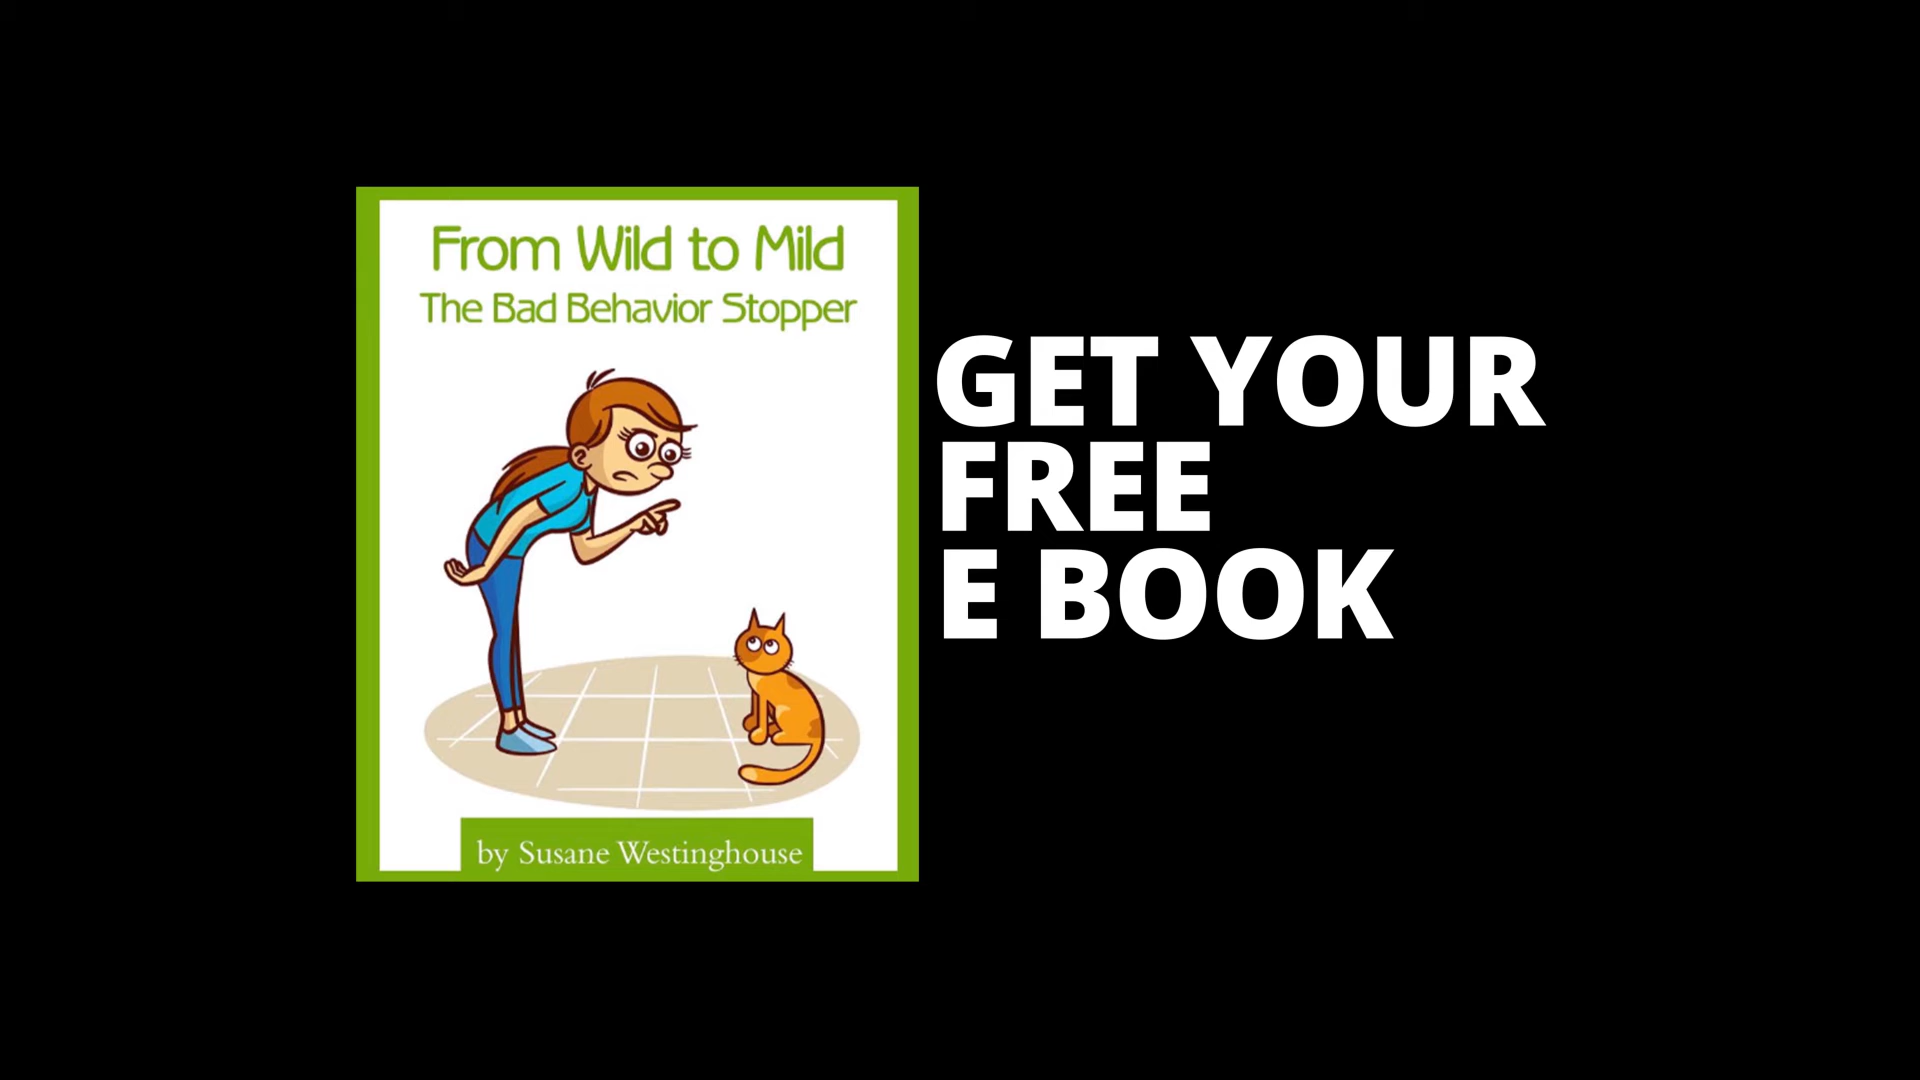 From Wild to Mild
The Bad Behavior Stopper
by Susane Westinghouse
GET YOUR
FREE
E BOOK